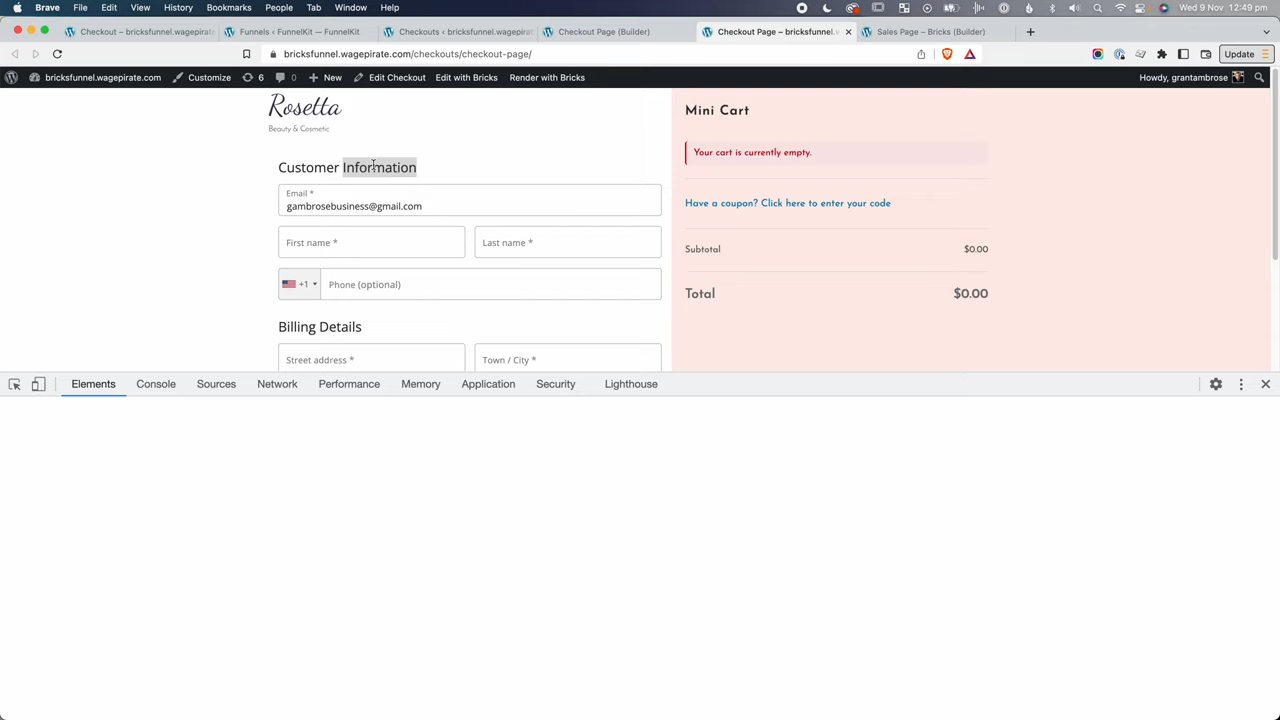 Brave File Edit View History Bookmarks People Tab Window Help Wed 9 Nov 12:49 pm
Checkout – bricksfunnel.wagepirate Funnels ‹ FunnelKit — FunnelKit Checkouts ‹ bricksfunnel.wagepirate Checkout Page (Builder) Checkout Page – bricksfunnel.w Sales Page – Bricks (Builder)
bricksfunnel.wagepirate.com/checkouts/checkout-page/ Update
bricksfunnel.wagepirate.com Customize 6 0 New Edit Checkout Edit with Bricks Render with Bricks Howdy, grantambrose
Rosetta
Beauty & Cosmetic
Customer Information
Email *
gambrosebusiness@gmail.com
First name * Last name *
+1 Phone (optional)
Billing Details
Street address * Town / City *
Mini Cart
Your cart is currently empty.
Have a coupon? Click here to enter your code
Subtotal $0.00
Total $0.00
Elements Console Sources Network Performance Memory Application Security Lighthouse